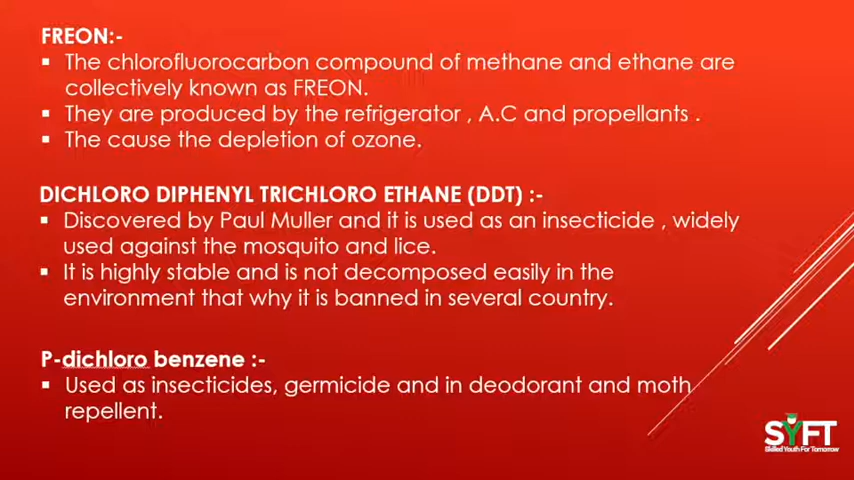 FREON:-
▪ The chlorofluorocarbon compound of methane and ethane are
collectively known as FREON.
▪ They are produced by the refrigerator , A.C and propellants .
▪ The cause the depletion of ozone.
DICHLORO DIPHENYL TRICHLORO ETHANE (DDT) :-
▪ Discovered by Paul Muller and it is used as an insecticide , widely
used against the mosquito and lice.
▪ It is highly stable and is not decomposed easily in the
environment that why it is banned in several country.
P-dichloro benzene :-
▪ Used as insecticides, germicide and in deodorant and moth
repellent.
SYFT
Skilled Youth For Tomorrow